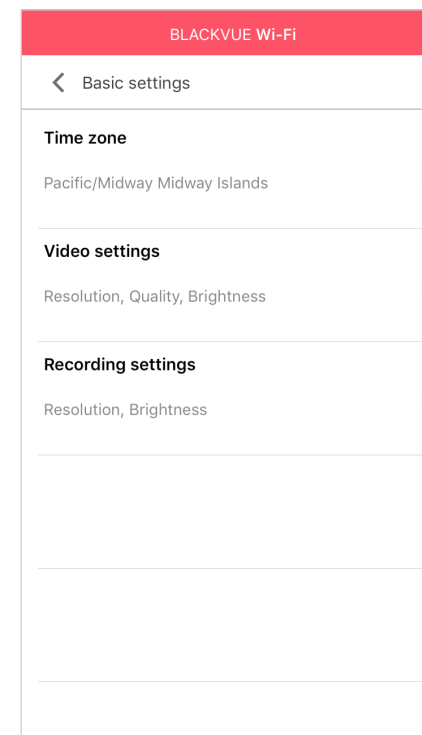 BLACKVUE Wi-Fi
Basic settings
Time zone
Pacific/Midway Midway Islands
Video settings
Resolution, Quality, Brightness
Recording settings
Resolution, Brightness